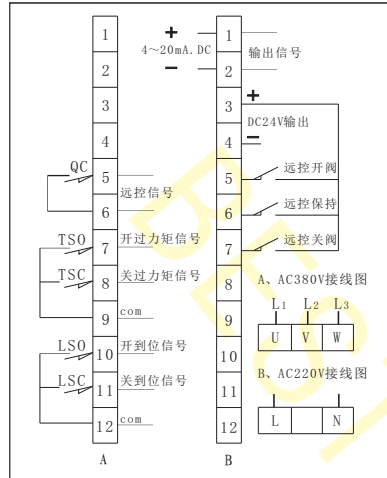 1
2
3
4
QC 5
远控信号
6
TSO 7 开过力矩信号
TSC 8 关过力矩信号
9 com
LSO 10 开到位信号
LSC 11 关到位信号
12 com
A
+ 1
4～20mA.DC 输出信号
− 2
3 +
DC24V输出
4 −
5 远控开阀
6 远控保持
7 远控关阀
8
9
10
11
12
B
A、AC380V接线图
L1 L2 L3
U V W
B、AC220V接线图
L N
BEST